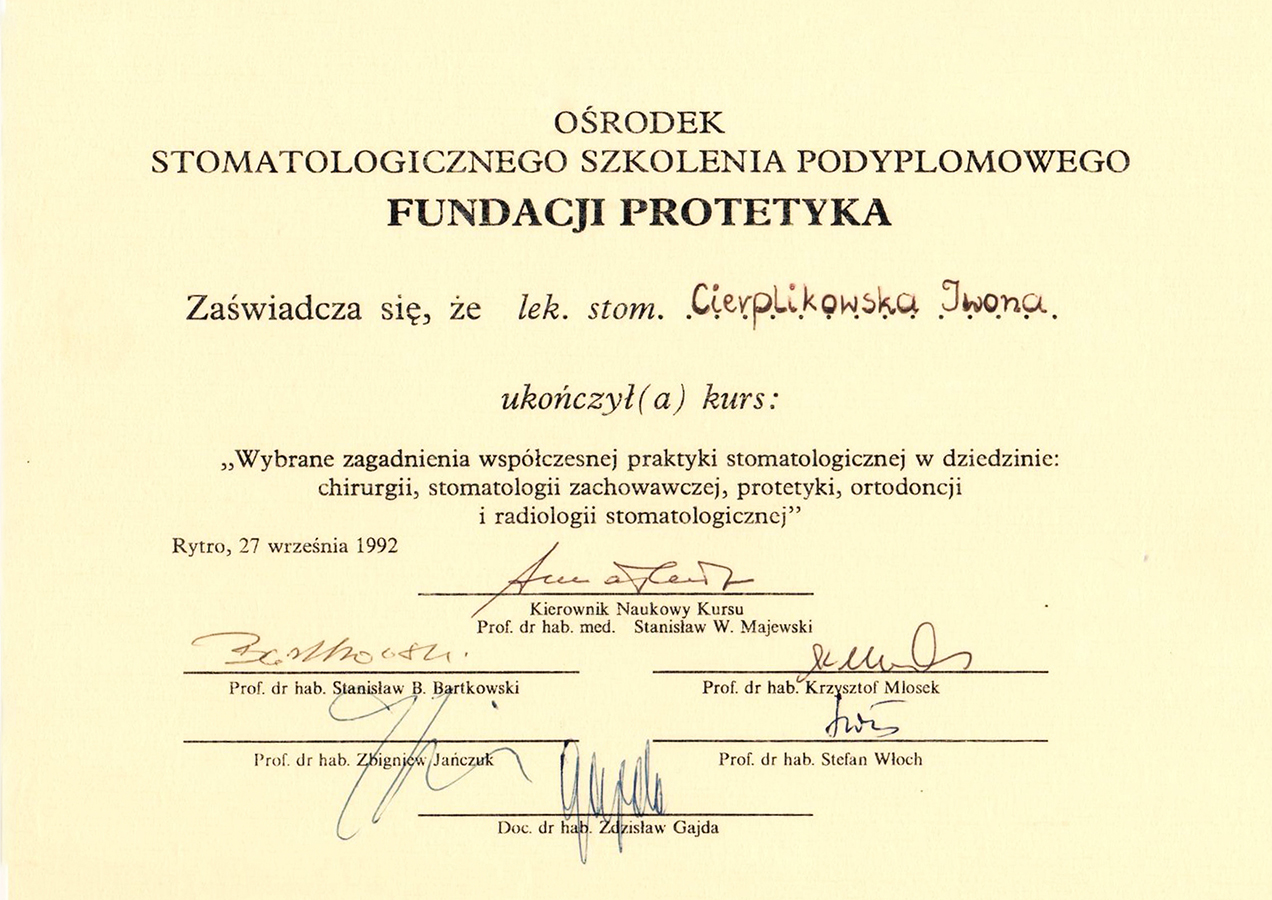 OŚRODEK
STOMATOLOGICZNEGO SZKOLENIA PODYPLOMOWEGO
FUNDACJI PROTETYKA
Zaświadcza się, że lek. stom. Cierplikowska Iwona.
ukończył(a) kurs:
„Wybrane zagadnienia współczesnej praktyki stomatologicznej w dziedzinie:
chirurgii, stomatologii zachowawczej, protetyki, ortodoncji
i radiologii stomatologicznej”
Rytro, 27 września 1992
Kierownik Naukowy Kursu
Prof. dr hab. med. Stanisław W. Majewski
Bartkowski
Prof. dr hab. Stanisław B. Bartkowski
Prof. dr hab. Krzysztof Mlosek
Prof. dr hab. Zbigniew Jańczuk
Prof. dr hab. Stefan Włoch
Gajda
Doc. dr hab. Zdzisław Gajda